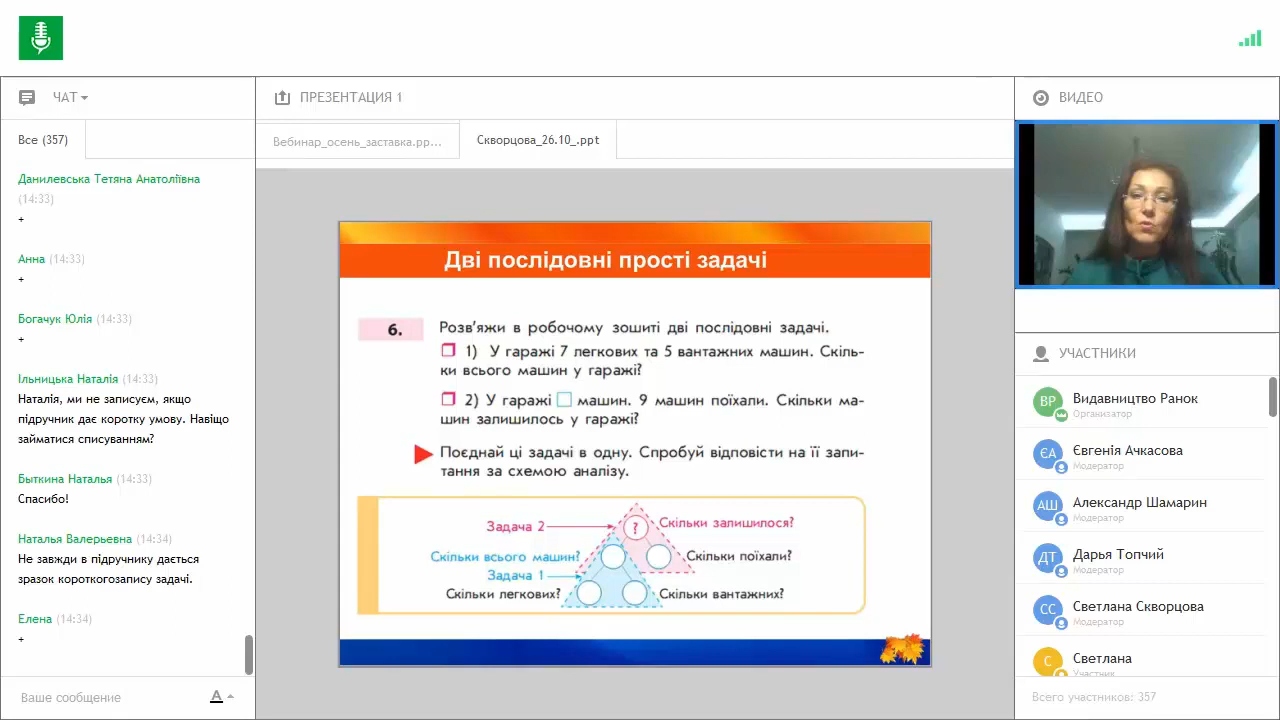 ЧАТ
ПРЕЗЕНТАЦИЯ 1
ВИДЕО
Все (357)
Вебинар_осень_заставка.pp...
Скворцова_26.10_.ppt
Данилевська Тетяна Анатоліївна
(14:33)
+
Анна (14:33)
+
Богачук Юлія (14:33)
+
Ільницька Наталія (14:33)
Наталія, ми не записуєм, якщо
підручник дає коротку умову. Навіщо
займатися списуванням?
Быткина Наталья (14:33)
Спасибо!
Наталья Валерьевна (14:34)
Не завжди в підручнику дається
зразок короткогозапису задачі.
Елена (14:34)
+
Ваше сообщение
A
Дві послідовні прості задачі
6. Розв'яжи в робочому зошиті дві послідовні задачі.
1) У гаражі 7 легкових та 5 вантажних машин. Скіль-
ки всього машин у гаражі?
2) У гаражі машин. 9 машин поїхали. Скільки ма-
шин залишилось у гаражі?
Поєднай ці задачі в одну. Спробуй відповісти на її запи-
тання за схемою аналізу.
Задача 2 ? Скільки залишилося?
Скільки всього машин? Скільки поїхали?
Задача 1
Скільки легкових? Скільки вантажних?
УЧАСТНИКИ
ВР Видавництво Ранок
Организатор
ЄА Євгенія Ачкасова
Модератор
АШ Александр Шамарин
Модератор
ДТ Дарья Топчий
Модератор
СС Светлана Скворцова
Модератор
С Светлана
Участник
Всего участников: 357